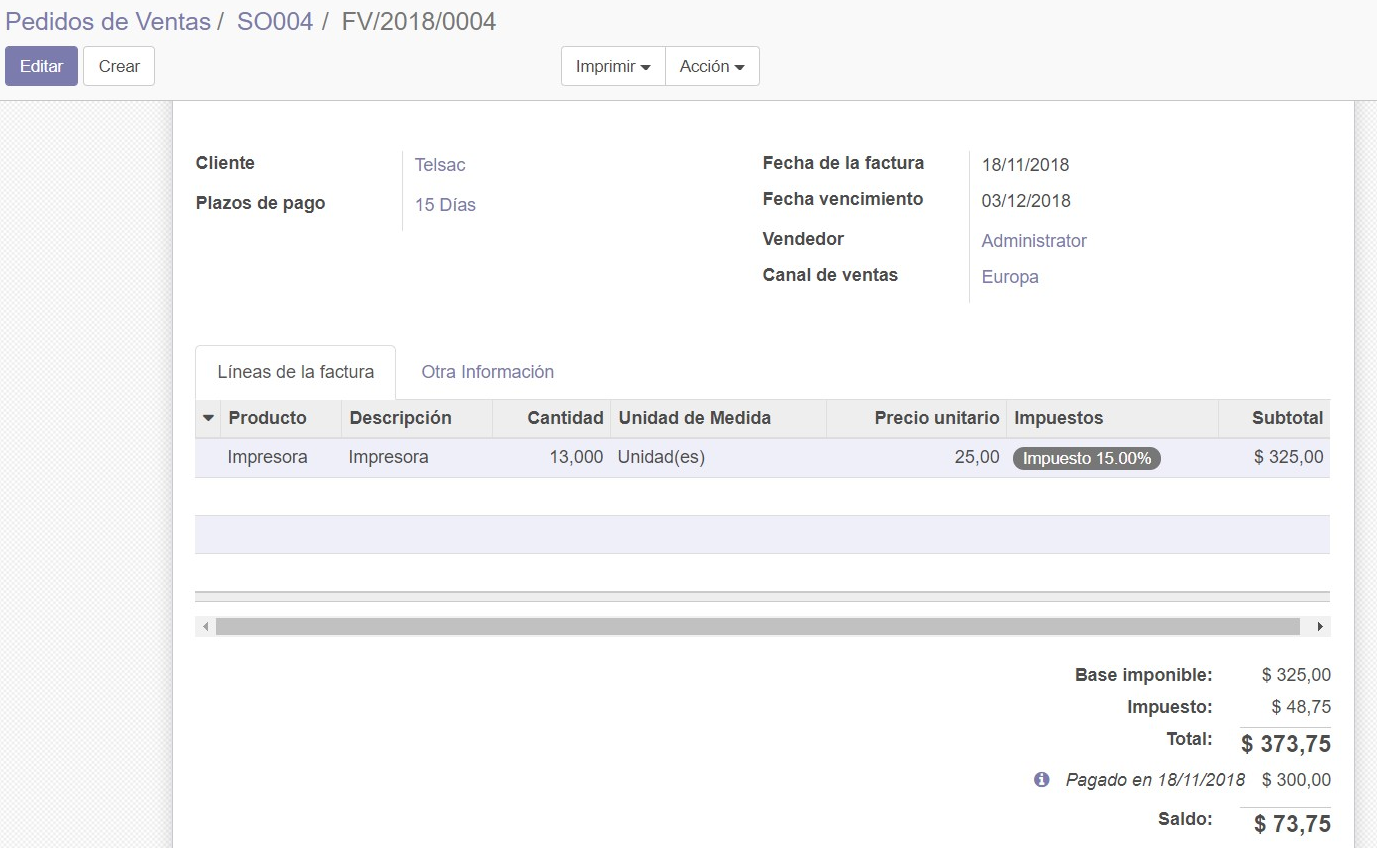 Pedidos de Ventas / SO004 / FV/2018/0004
Editar Crear Imprimir Acción
Cliente Telsac
Plazos de pago 15 Días
Fecha de la factura 18/11/2018
Fecha vencimiento 03/12/2018
Vendedor Administrator
Canal de ventas Europa
Líneas de la factura Otra Información
Producto Descripción Cantidad Unidad de Medida Precio unitario Impuestos Subtotal
Impresora Impresora 13,000 Unidad(es) 25,00 Impuesto 15.00% $ 325,00
Base imponible: $ 325,00
Impuesto: $ 48,75
Total: $ 373,75
Pagado en 18/11/2018 $ 300,00
Saldo: $ 73,75